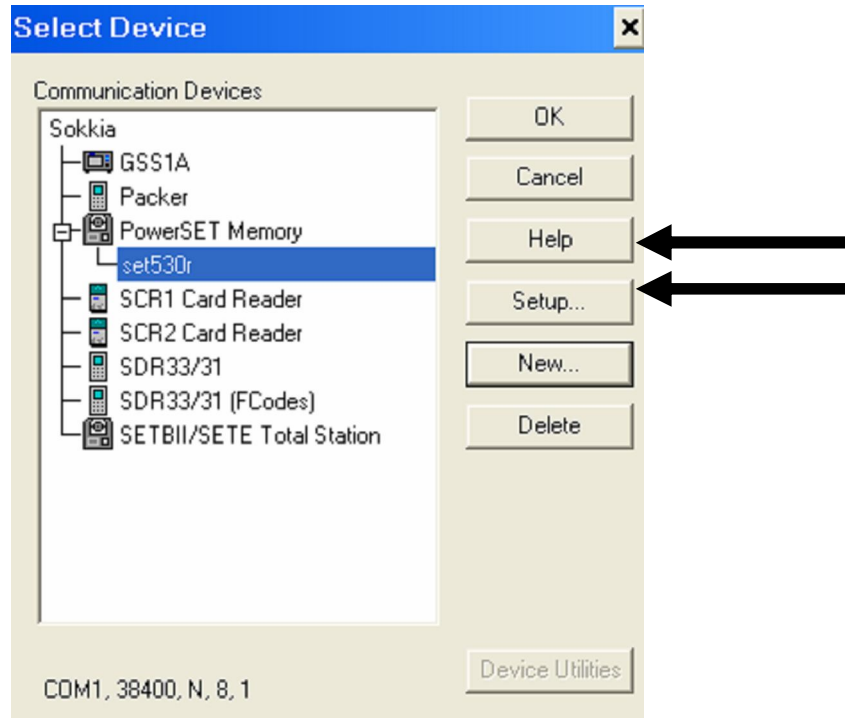 Select Device
Communication Devices
Sokkia
GSS1A
Packer
PowerSET Memory
set530r
SCR1 Card Reader
SCR2 Card Reader
SDR33/31
SDR33/31 (FCodes)
SETBII/SETE Total Station
OK
Cancel
Help
Setup...
New...
Delete
Device Utilities
COM1, 38400, N, 8, 1